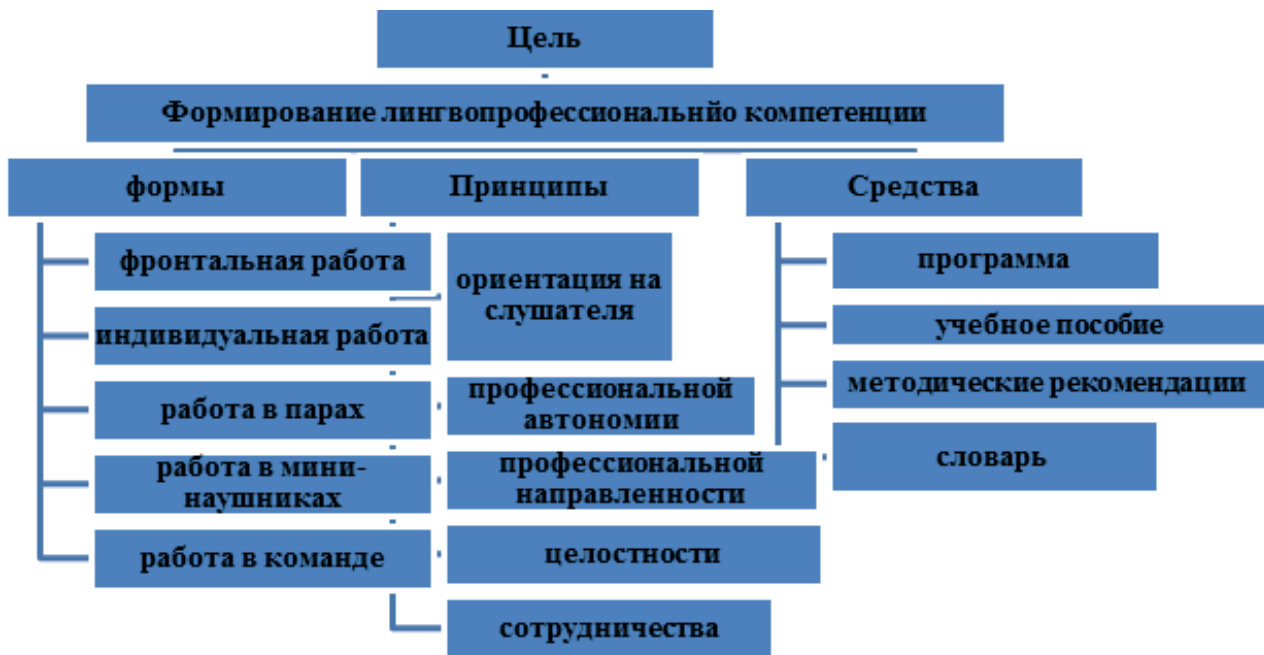 Цель
Формирование лингвопрофессиональнйо компетенции
формы
фронтальная работа
индивидуальная работа
работа в парах
работа в мини-
наушниках
работа в команде
Принципы
ориентация на
слушателя
профессиональной
автономии
профессиональной
направленности
целостности
сотрудничества
Средства
программа
учебное пособие
методические рекомендации
словарь